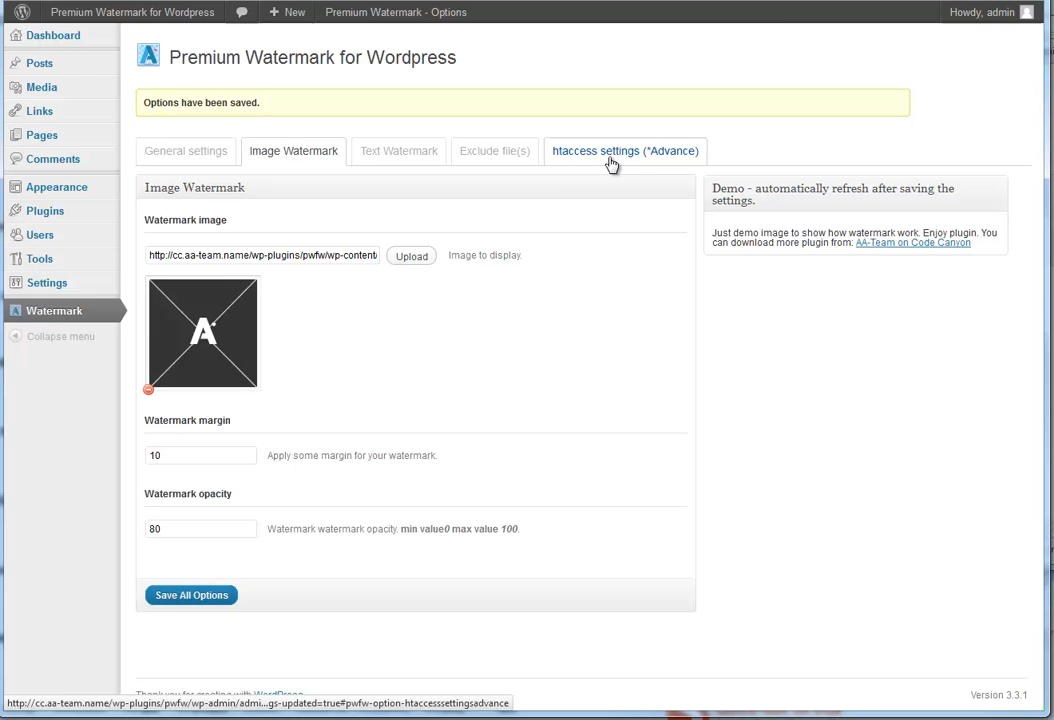 Premium Watermark for Wordpress
+ New
Premium Watermark - Options
Howdy, admin
Dashboard
Posts
Media
Links
Pages
Comments
Appearance
Plugins
Users
Tools
Settings
Watermark
Collapse menu
Premium Watermark for Wordpress
Options have been saved.
General settings
Image Watermark
Text Watermark
Exclude file(s)
htaccess settings (*Advance)
Image Watermark
Watermark image
http://cc.aa-team.name/wp-plugins/pwfw/wp-content/
Upload
Image to display.
A
Watermark margin
10
Apply some margin for your watermark.
Watermark opacity
80
Watermark watermark opacity. min value0 max value 100.
Save All Options
Demo - automatically refresh after saving the
settings.
Just demo image to show how watermark work. Enjoy plugin. You
can download more plugin from: AA-Team on Code Canyon
Thank you for creating with WordPress.
Version 3.3.1
http://cc.aa-team.name/wp-plugins/pwfw/wp-admin/admi...gs-updated=true#pwfw-option-htaccesssettingsadvance